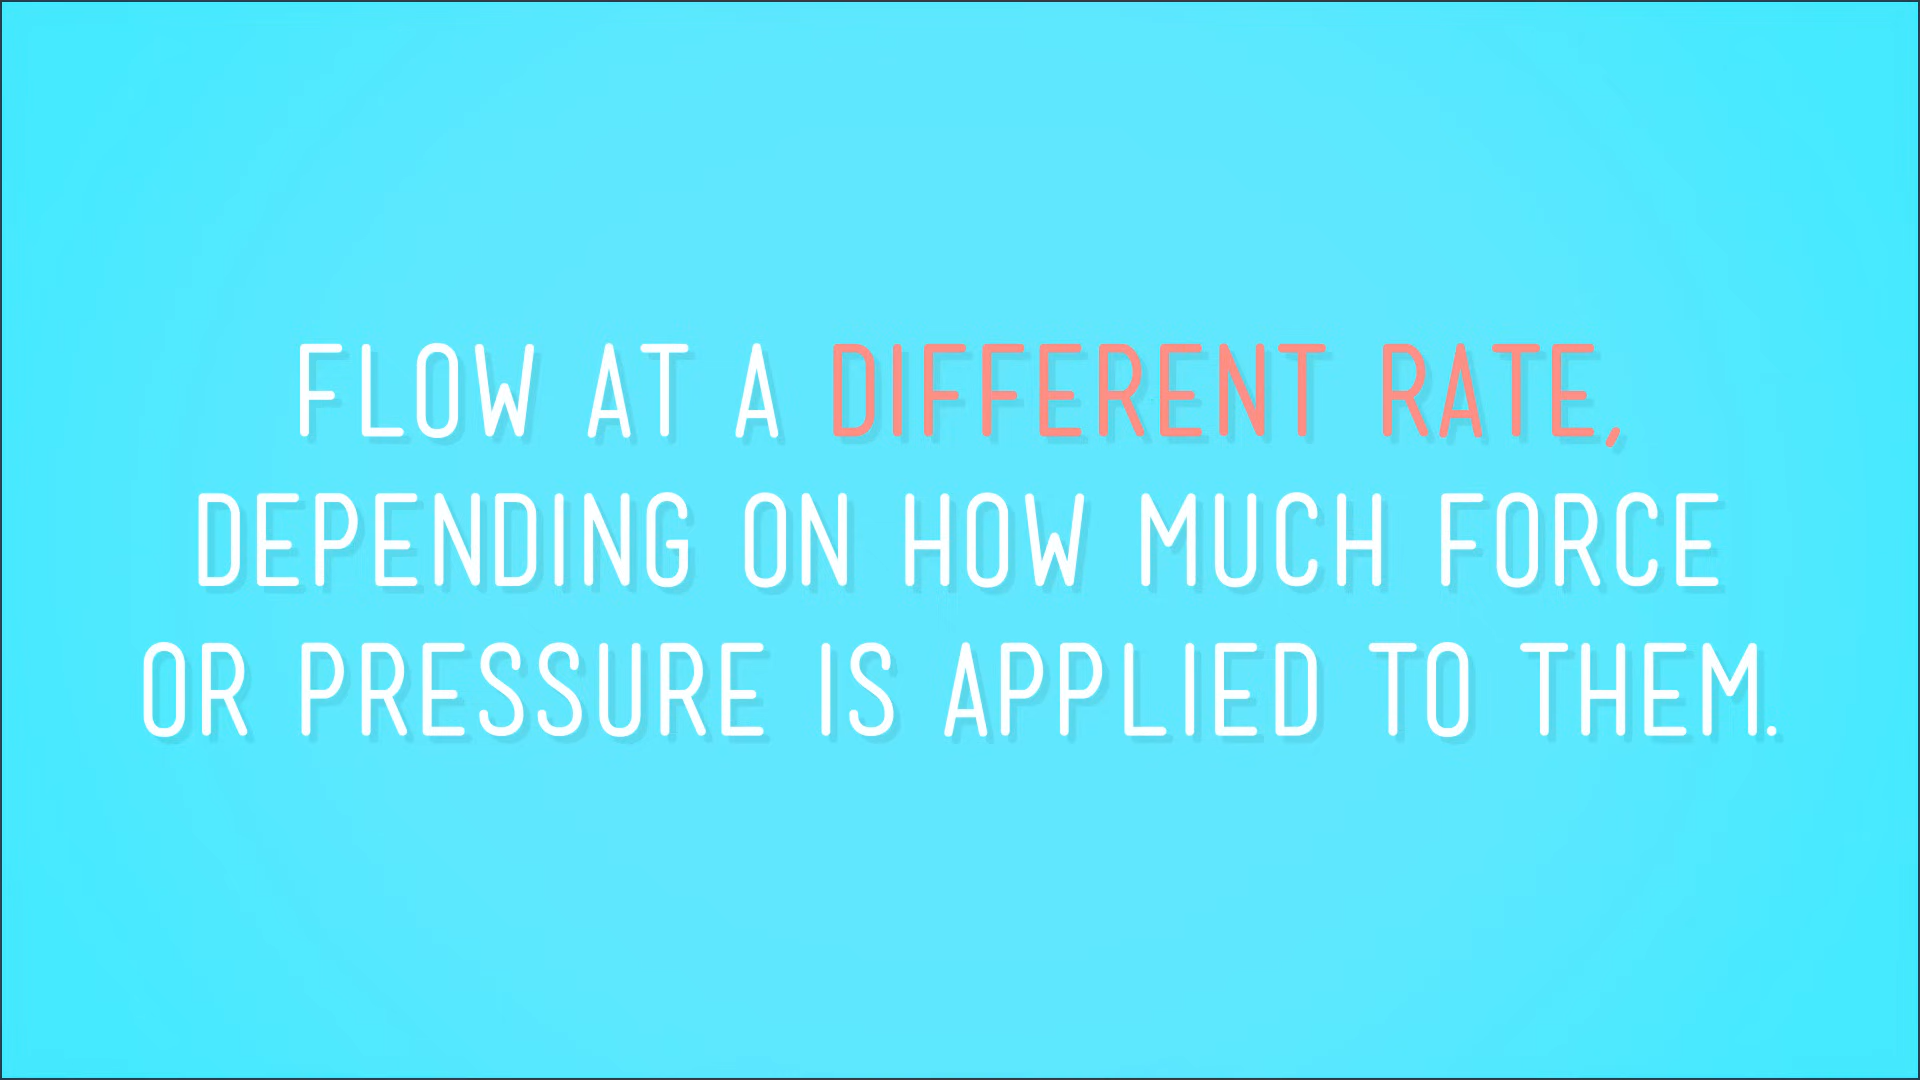 FLOW AT A DIFFERENT RATE,
DEPENDING ON HOW MUCH FORCE
OR PRESSURE IS APPLIED TO THEM.